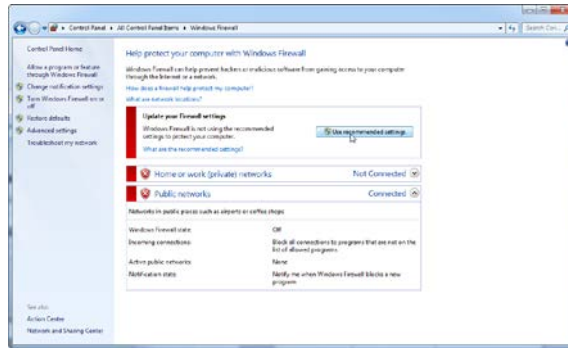 Control Panel ▸ All Control Panel Items ▸ Windows Firewall
Search Con...
Control Panel Home
Allow a program or feature
through Windows Firewall
Change notification settings
Turn Windows Firewall on or
off
Restore defaults
Advanced settings
Troubleshoot my network
See also
Action Center
Network and Sharing Center
Help protect your computer with Windows Firewall
Windows Firewall can help prevent hackers or malicious software from gaining access to your computer
through the Internet or a network.
How does a firewall help protect my computer?
What are network locations?
Update your Firewall settings
Windows Firewall is not using the recommended
settings to protect your computer.
What are the recommended settings?
Use recommended settings
Home or work (private) networks
Not Connected
Public networks
Connected
Networks in public places such as airports or coffee shops
Windows Firewall state:
Off
Incoming connections:
Block all connections to programs that are not on the
list of allowed programs
Active public networks:
None
Notification state:
Notify me when Windows Firewall blocks a new
program